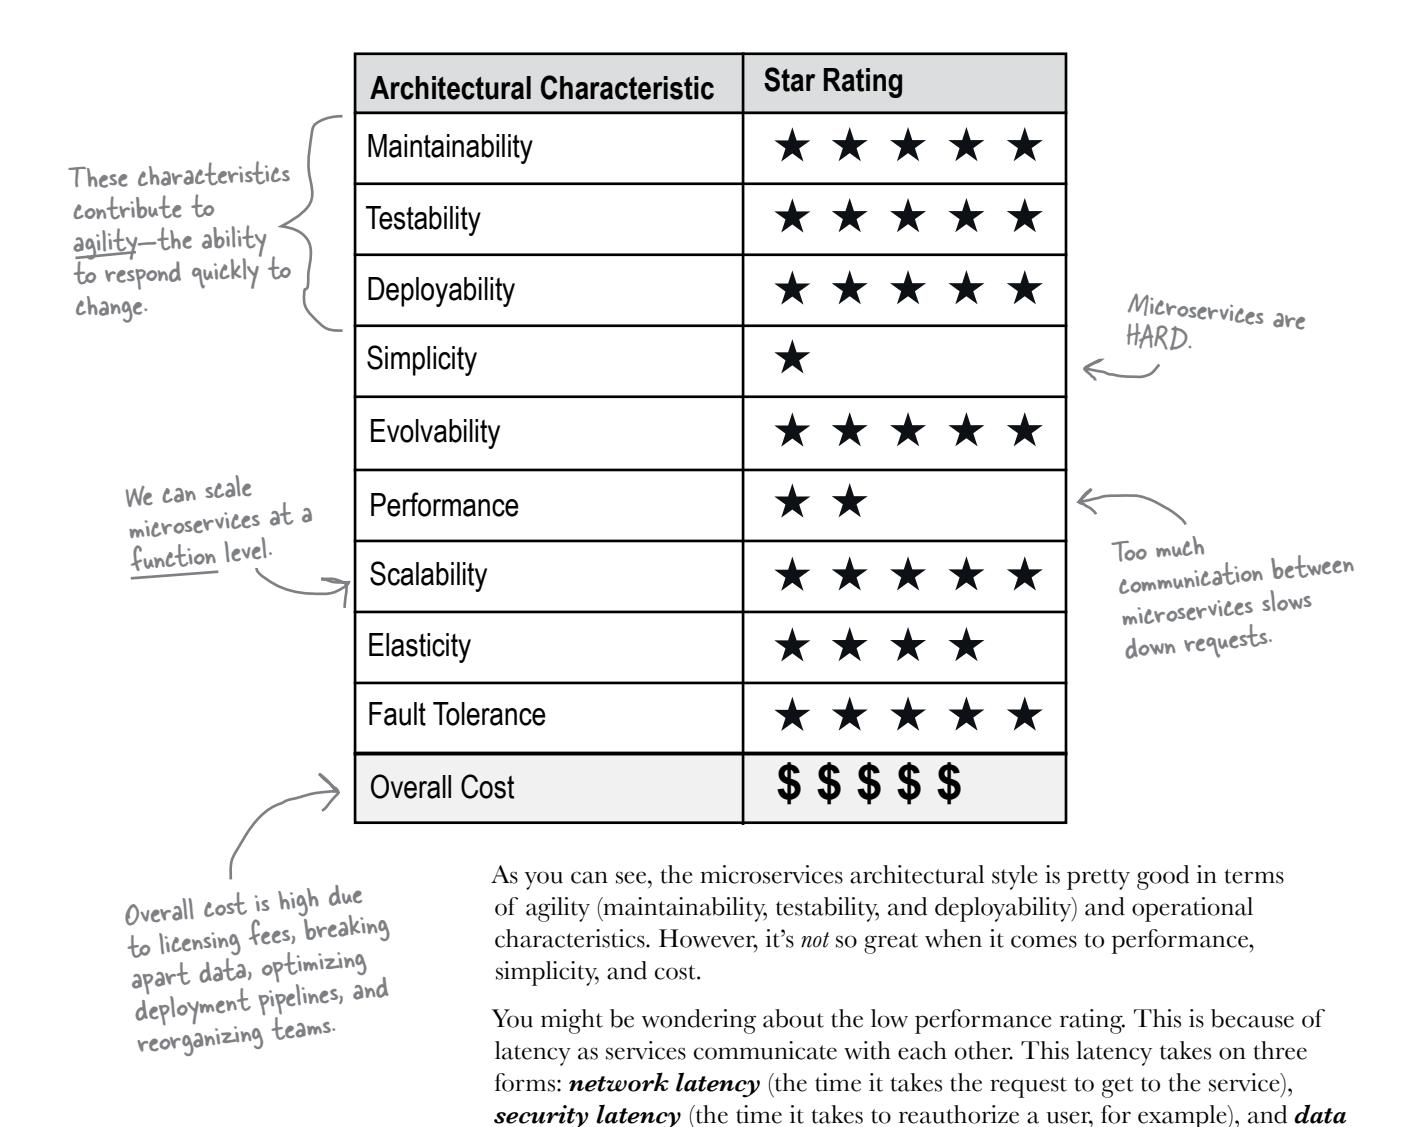 Architectural Characteristic Star Rating
Maintainability ★ ★ ★ ★ ★
Testability ★ ★ ★ ★ ★
Deployability ★ ★ ★ ★ ★
Simplicity ★
Evolvability ★ ★ ★ ★ ★
Performance ★ ★
Scalability ★ ★ ★ ★ ★
Elasticity ★ ★ ★ ★
Fault Tolerance ★ ★ ★ ★ ★
Overall Cost $ $ $ $ $
These characteristics
contribute to
agility—the ability
to respond quickly to
change.
Microservices are
HARD.
We can scale
microservices at a
function level.
Too much
communication between
microservices slows
down requests.
Overall cost is high due
to licensing fees, breaking
apart data, optimizing
deployment pipelines, and
reorganizing teams.
As you can see, the microservices architectural style is pretty good in terms
of agility (maintainability, testability, and deployability) and operational
characteristics. However, it's not so great when it comes to performance,
simplicity, and cost.
You might be wondering about the low performance rating. This is because of
latency as services communicate with each other. This latency takes on three
forms: network latency (the time it takes the request to get to the service),
security latency (the time it takes to reauthorize a user, for example), and data